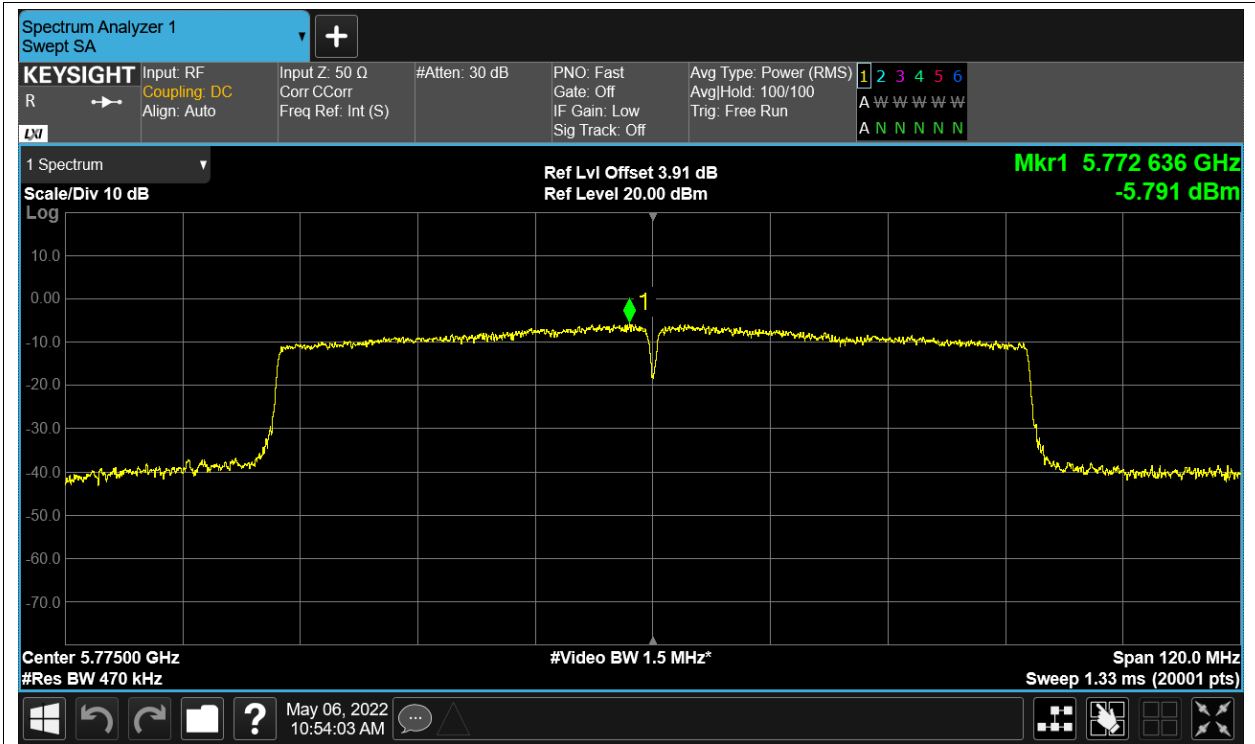 Spectrum Analyzer 1
Swept SA
KEYSIGHT
R
LXI
Input: RF
Coupling: DC
Align: Auto
Input Z: 50 Ω
Corr CCorr
Freq Ref: Int (S)
#Atten: 30 dB
PNO: Fast
Gate: Off
IF Gain: Low
Sig Track: Off
Avg Type: Power (RMS)
Avg|Hold: 100/100
Trig: Free Run
1 2 3 4 5 6
A W W W W W
A N N N N N
1 Spectrum
Scale/Div 10 dB
Ref Lvl Offset 3.91 dB
Ref Level 20.00 dBm
Mkr1 5.772 636 GHz
-5.791 dBm
Log
10.0
0.00
-10.0
-20.0
-30.0
-40.0
-50.0
-60.0
-70.0
1
Center 5.77500 GHz
#Video BW 1.5 MHz*
Span 120.0 MHz
#Res BW 470 kHz
Sweep 1.33 ms (20001 pts)
?
May 06, 2022
10:54:03 AM